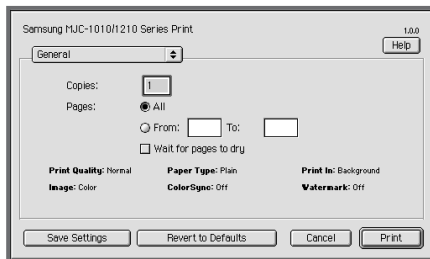 Samsung MJC-1010/1210 Series Print
1.0.0
Help
General
Copies: 1
Pages: All
From: To:
Wait for pages to dry
Print Quality: Normal Paper Type: Plain Print In: Background
Image: Color ColorSync: Off Watermark: Off
Save Settings Revert to Defaults Cancel Print